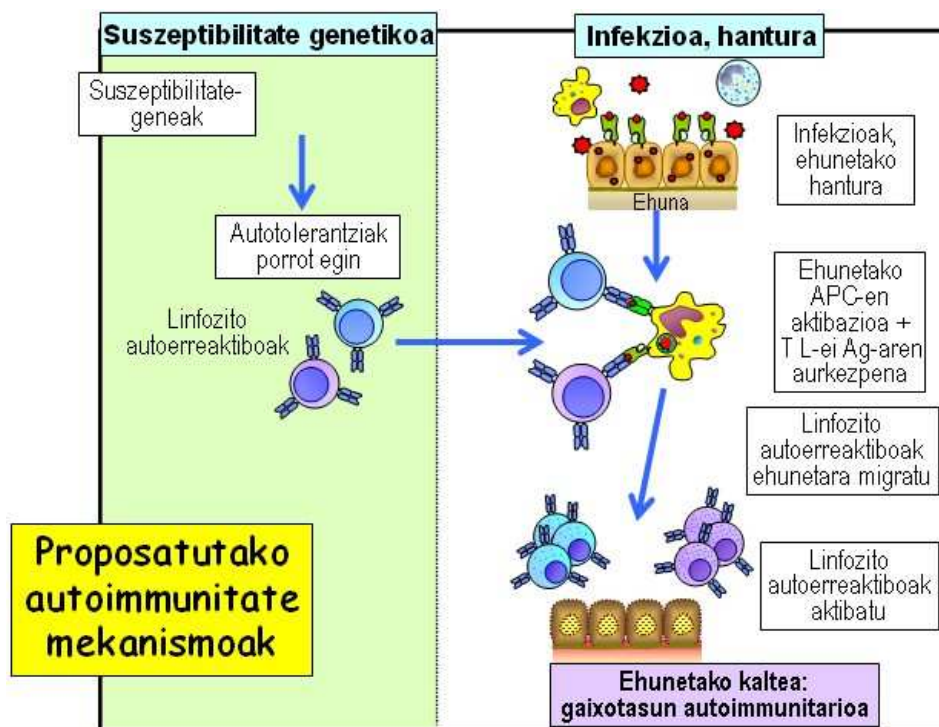 Suszeptibilitate genetikoa
Suszeptibilitate-
geneak
Autotolerantziak
porrot egin
Linfozito
autoerreaktiboak
Proposatutako
autoimmunitate
mekanismoak
Infekzioa, hantura
Infekzioak,
ehunetako
hantura
Ehuna
Ehunetako
APC-en
aktibazioa +
T L-ei Ag-aren
aurkezpena
Linfozito
autoerreaktiboak
ehunetara migratu
Linfozito
autoerreaktiboak
aktibatu
Ehunetako kaltea:
gaixotasun autoimmunitarioa